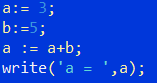 a:= 3;
b:=5;
a := a+b;
write('a = ',a);